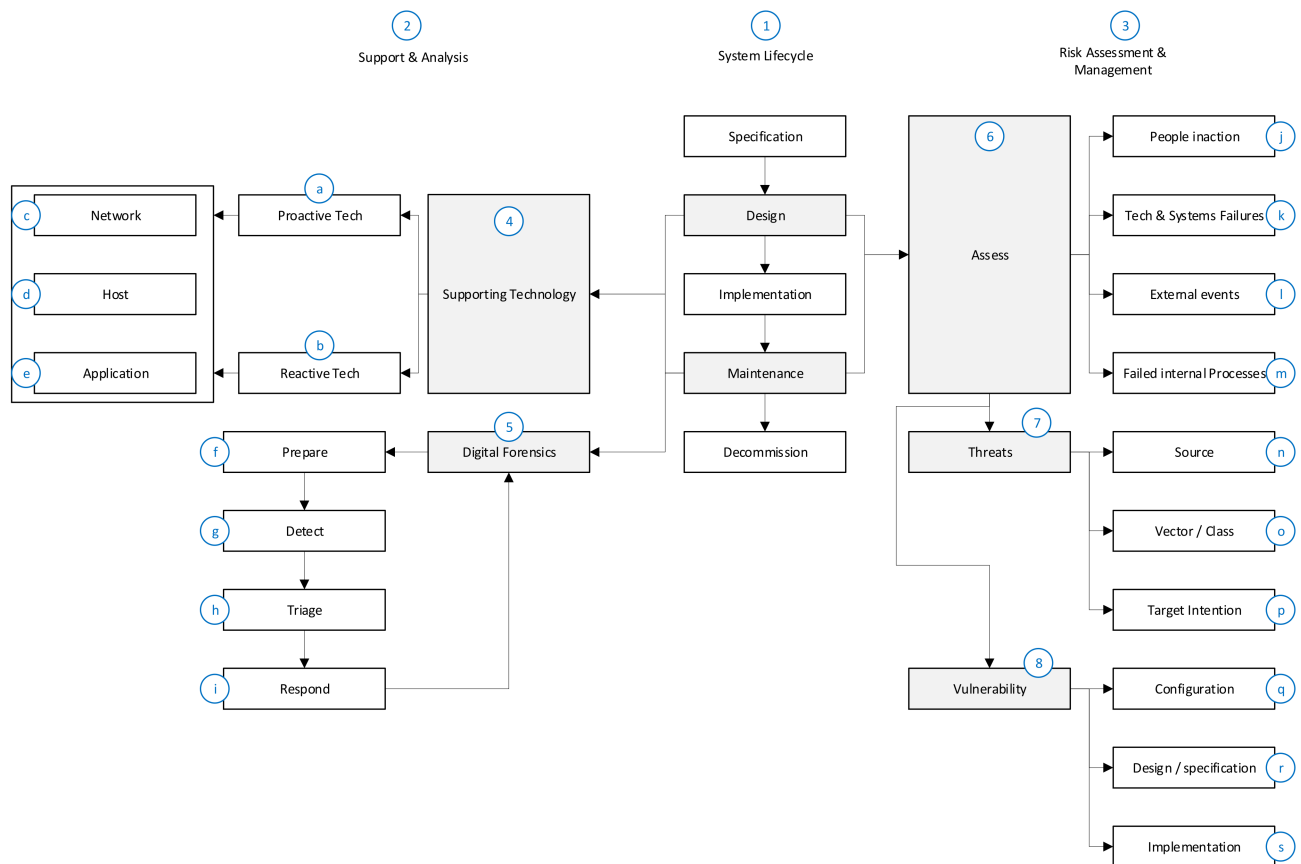 2
1
3
Support & Analysis
System Lifecycle
Risk Assessment &
Management
Specification
6
People inaction
j
a
c
Network
Proactive Tech
4
Design
Tech & Systems Failures
k
Assess
d
Host
Supporting Technology
Implementation
External events
l
b
e
Application
Reactive Tech
Maintenance
Failed internal Processes
m
5
7
f
Prepare
Digital Forensics
Decommission
Threats
Source
n
g
Detect
Vector / Class
o
h
Triage
Target Intention
p
8
i
Respond
Vulnerability
Configuration
q
Design / specification
r
Implementation
s